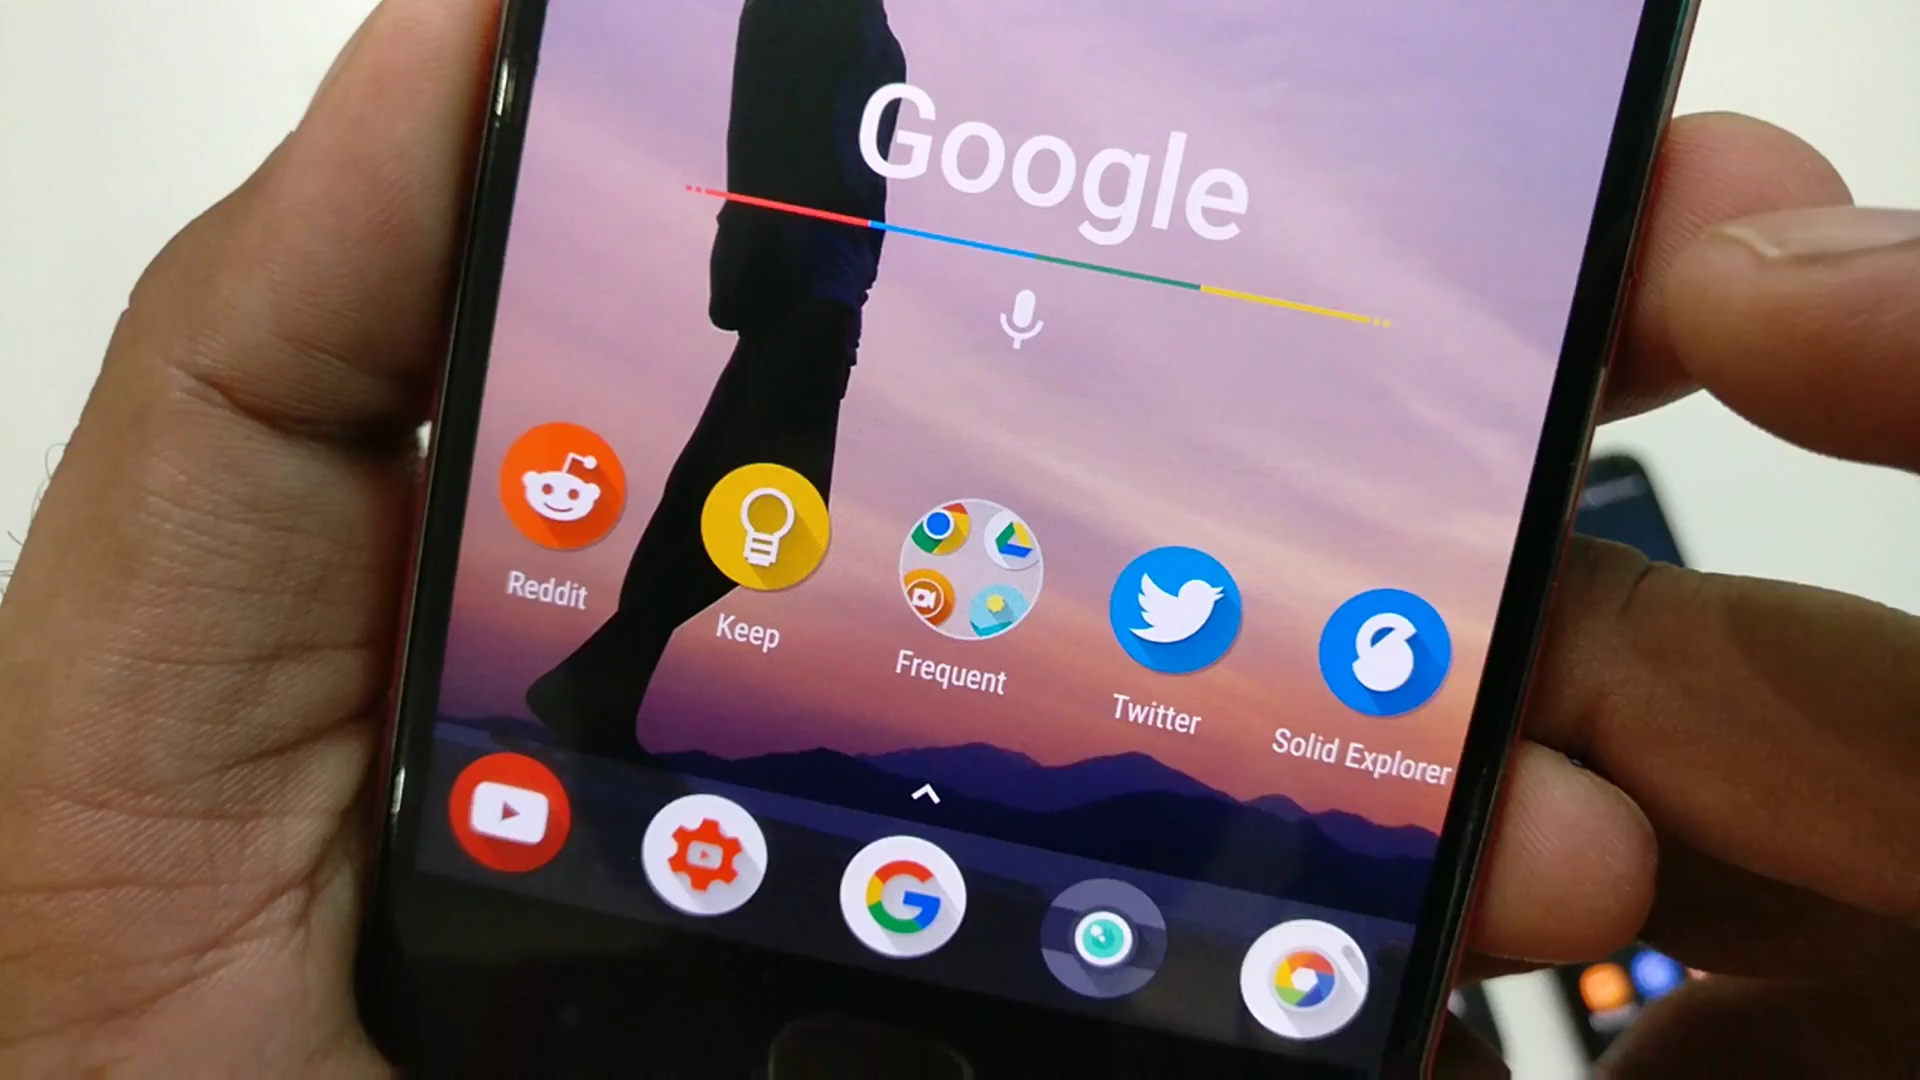 Google
Reddit
Keep
Frequent
Twitter
Solid Explorer
G